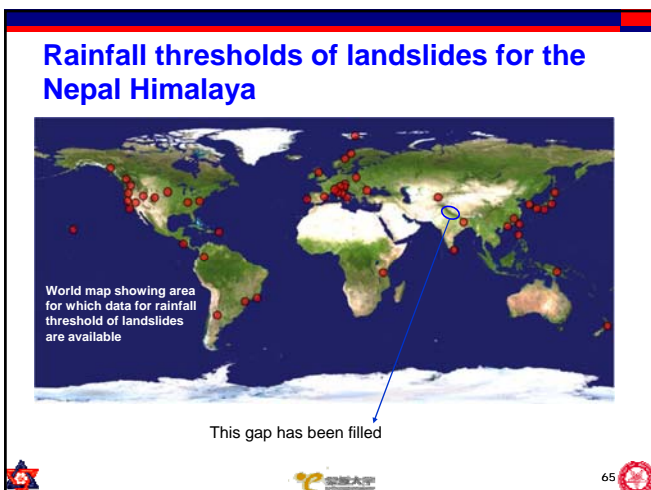 Rainfall thresholds of landslides for the
Nepal Himalaya
World map showing area
for which data for rainfall
threshold of landslides
are available
This gap has been filled
65